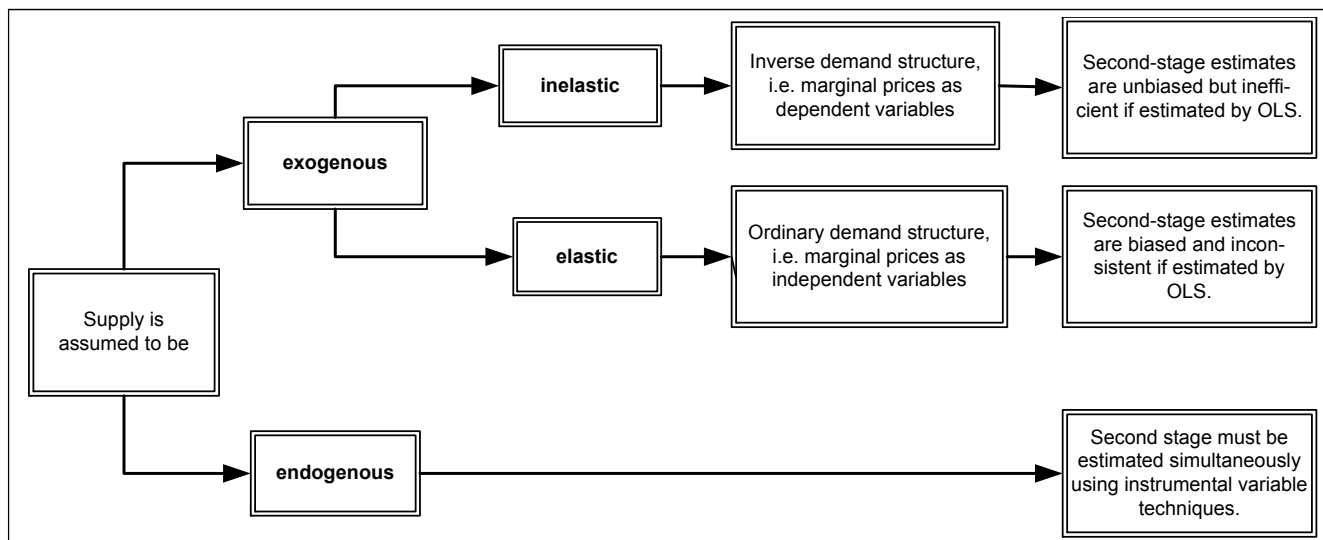 Supply is
assumed to be
exogenous
inelastic
Inverse demand structure,
i.e. marginal prices as
dependent variables
Second-stage estimates
are unbiased but ineffi-
cient if estimated by OLS.
elastic
Ordinary demand structure,
i.e. marginal prices as
independent variables
Second-stage estimates
are biased and incon-
sistent if estimated by
OLS.
endogenous
Second stage must be
estimated simultaneously
using instrumental variable
techniques.